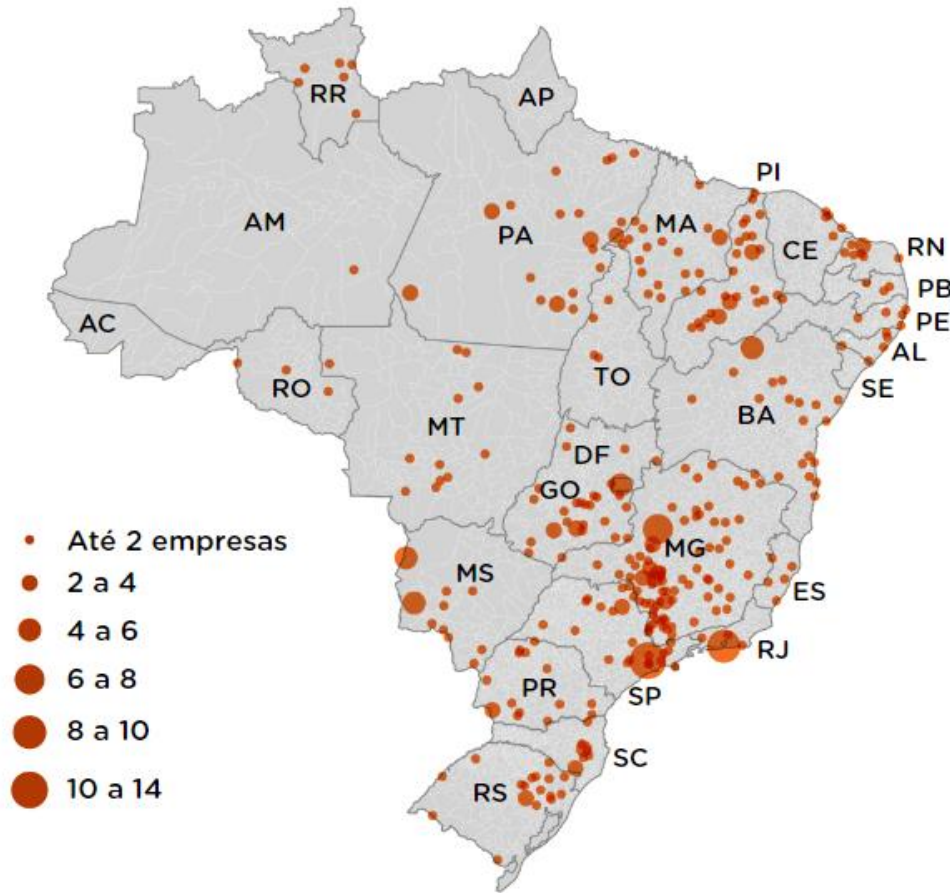 RR
AP
PI
AM
PA
MA
CE
RN
PB
PE
AC
AL
TO
SE
RO
BA
MT
DF
GO
Até 2 empresas
MG
MS
2 a 4
ES
4 a 6
RJ
6 a 8
PR
SP
8 a 10
SC
10 a 14
RS